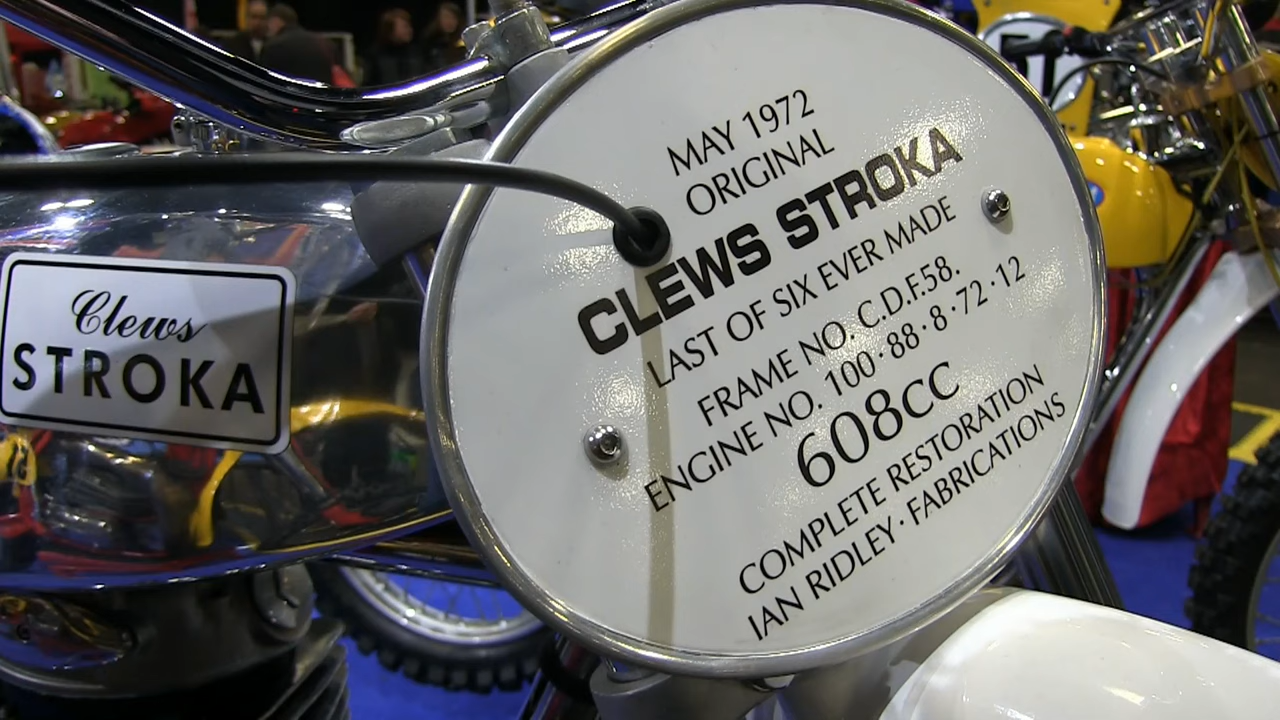 MAY 1972
ORIGINAL
CLEWS STROKA
LAST OF SIX EVER MADE
FRAME NO. C.D.F.58.
ENGINE NO. 100·88·8·72·12
608cc
COMPLETE RESTORATION
IAN RIDLEY·FABRICATIONS
Clews
STROKA